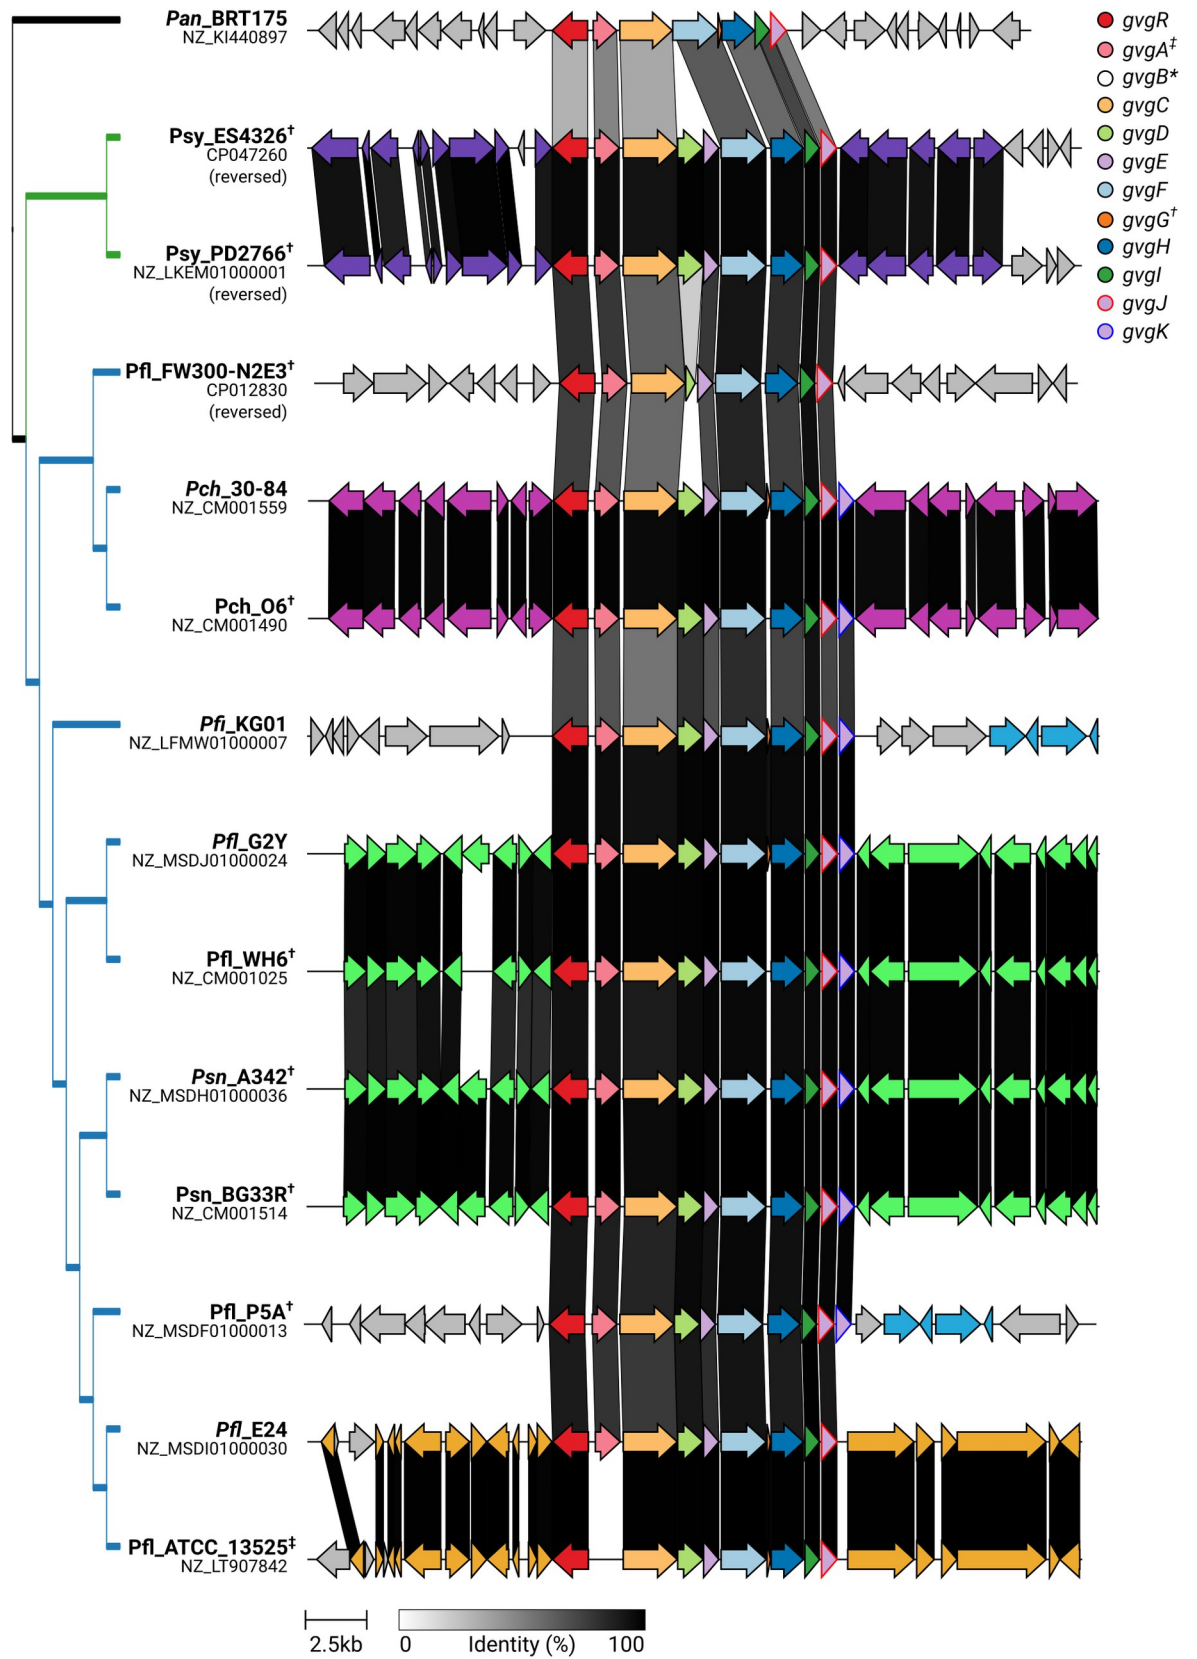 Pan_BRT175
NZ_KI440897
Psy_ES4326†
CP047260
(reversed)
Psy_PD2766†
NZ_LKEM01000001
(reversed)
Pfl_FW300-N2E3†
CP012830
(reversed)
Pch_30-84
NZ_CM001559
Pch_O6†
NZ_CM001490
Pfi_KG01
NZ_LFMW01000007
Pfl_G2Y
NZ_MSDJ01000024
Pfl_WH6†
NZ_CM001025
Psn_A342†
NZ_MSDH01000036
Psn_BG33R†
NZ_CM001514
Pfl_P5A†
NZ_MSDF01000013
Pfl_E24
NZ_MSDI01000030
Pfl_ATCC_13525‡
NZ_LT907842
gvgR
gvgA‡
gvgB*
gvgC
gvgD
gvgE
gvgF
gvgG†
gvgH
gvgI
gvgJ
gvgK
2.5kb
0 Identity (%) 100